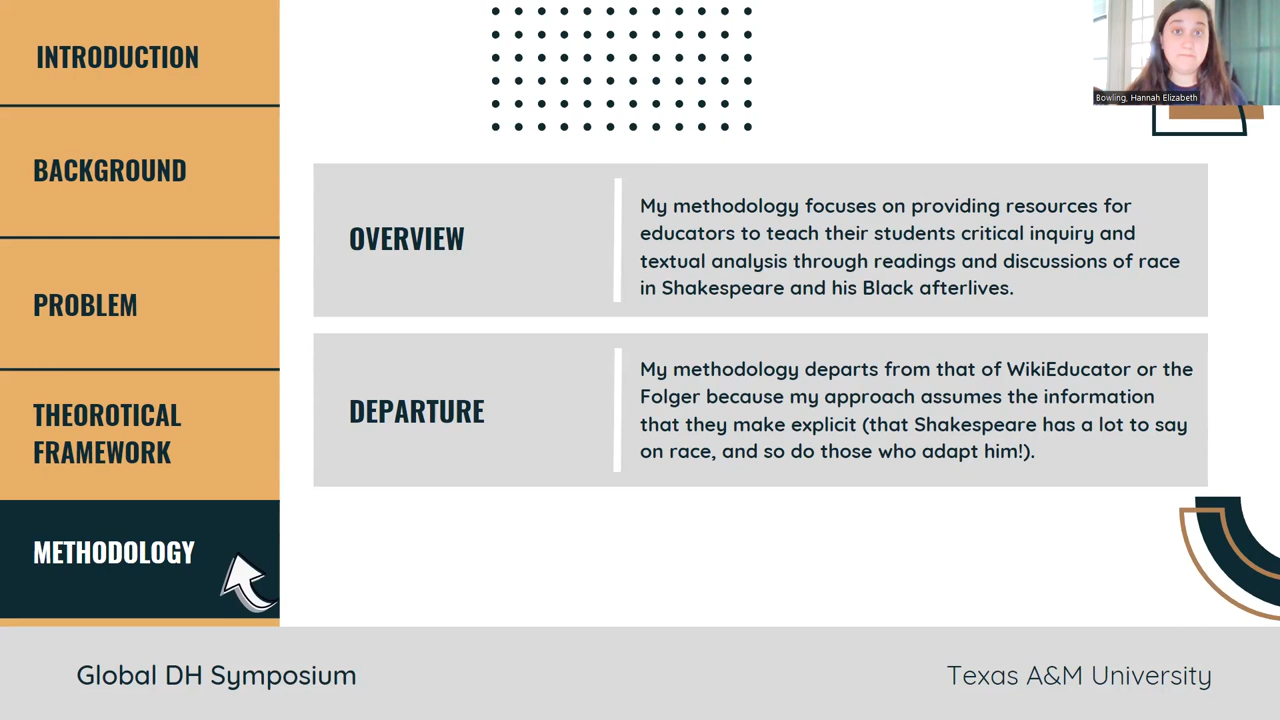 INTRODUCTION
BACKGROUND
PROBLEM
THEOROTICAL
FRAMEWORK
METHODOLOGY
Bowling, Hannah Elizabeth
OVERVIEW
My methodology focuses on providing resources for
educators to teach their students critical inquiry and
textual analysis through readings and discussions of race
in Shakespeare and his Black afterlives.
DEPARTURE
My methodology departs from that of WikiEducator or the
Folger because my approach assumes the information
that they make explicit (that Shakespeare has a lot to say
on race, and so do those who adapt him!).
Global DH Symposium
Texas A&M University